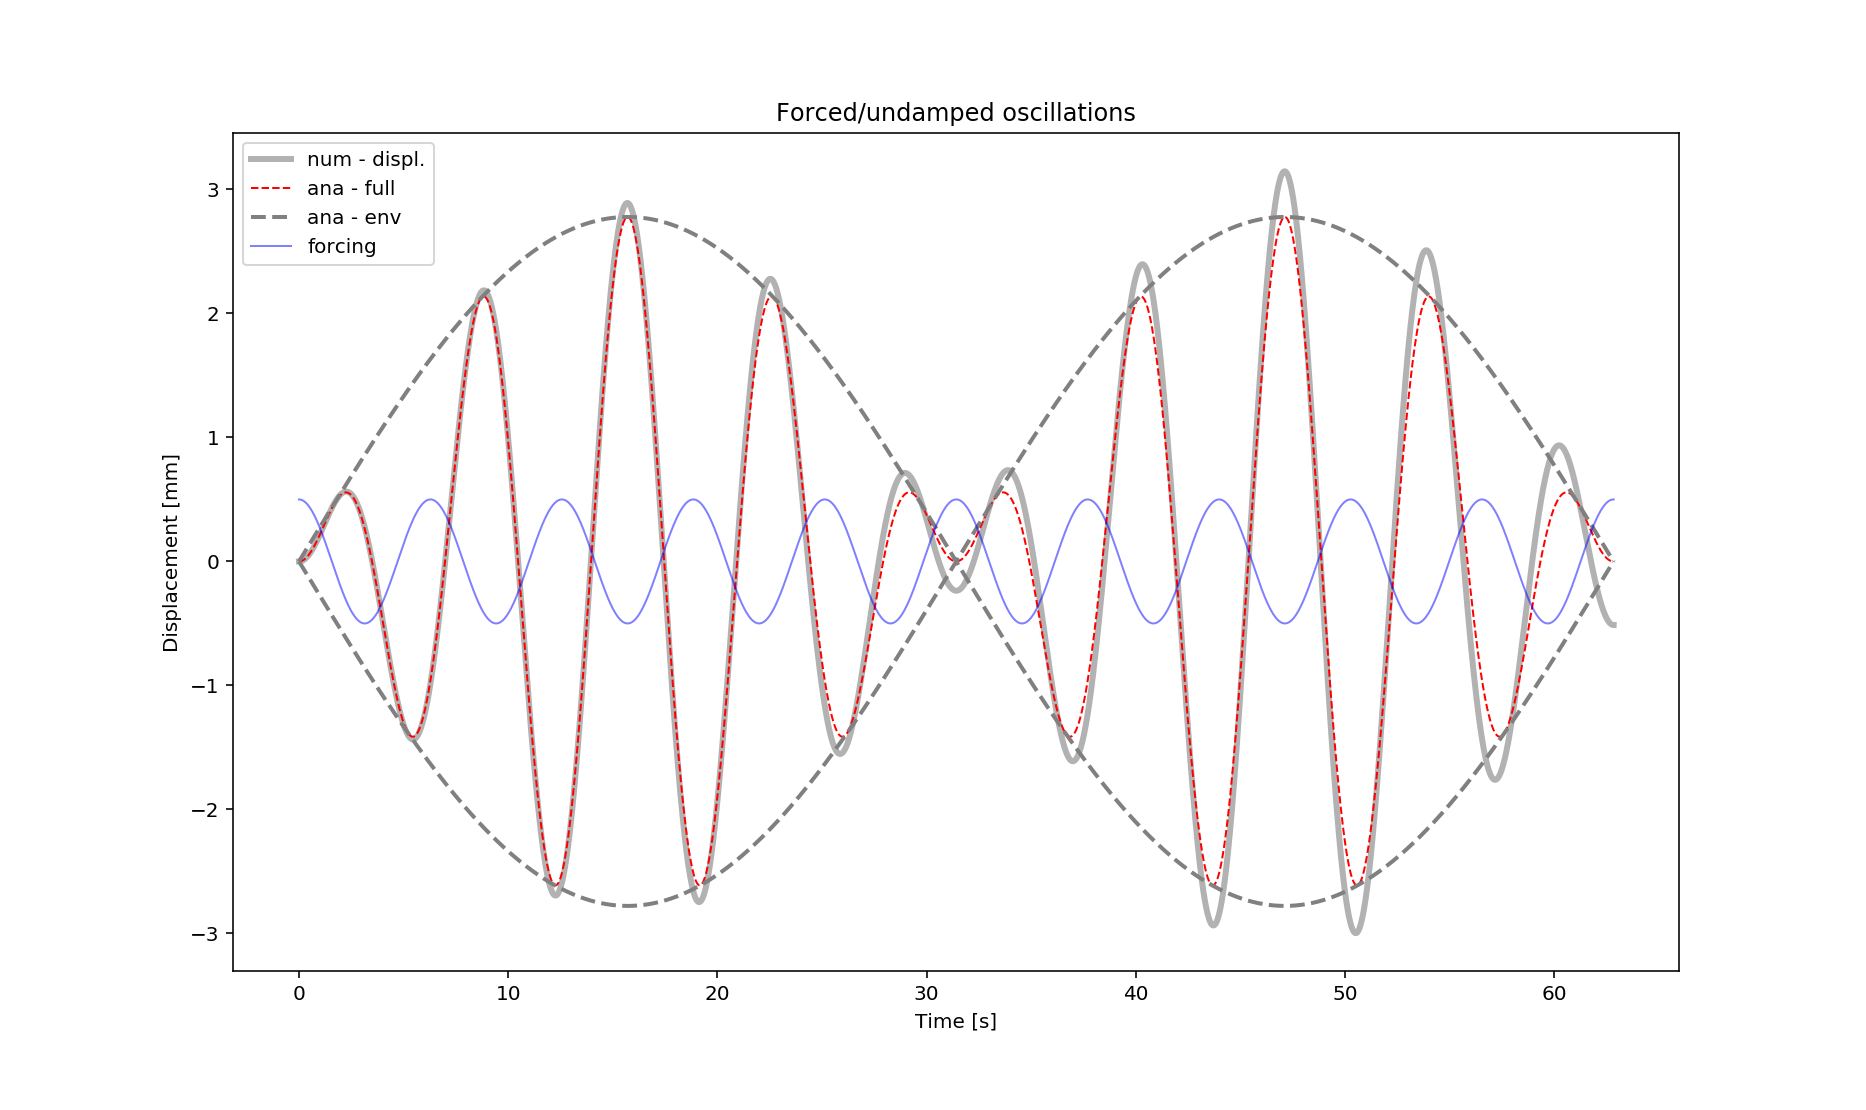 Forced/undamped oscillations
num - displ.
ana - full
ana - env
forcing
Displacement [mm]
3
2
1
0
−1
−2
−3
0 10 20 30 40 50 60
Time [s]